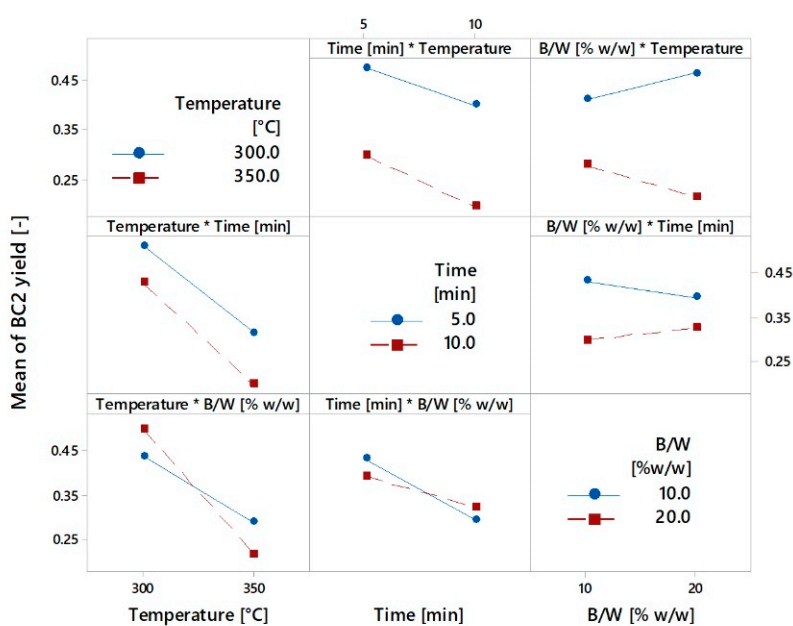 5 10
Time [min] * Temperature
B/W [% w/w] * Temperature
0.45
0.35
0.25
Temperature
[°C]
300.0
350.0
Temperature * Time [min]
B/W [% w/w] * Time [min]
Time
[min]
5.0
10.0
0.45
0.35
0.25
Mean of BC2 yield [-]
Temperature * B/W [% w/w]
Time [min] * B/W [% w/w]
0.45
0.35
0.25
B/W
[%w/w]
10.0
20.0
300 350
10 20
Temperature [°C]
Time [min]
B/W [% w/w]